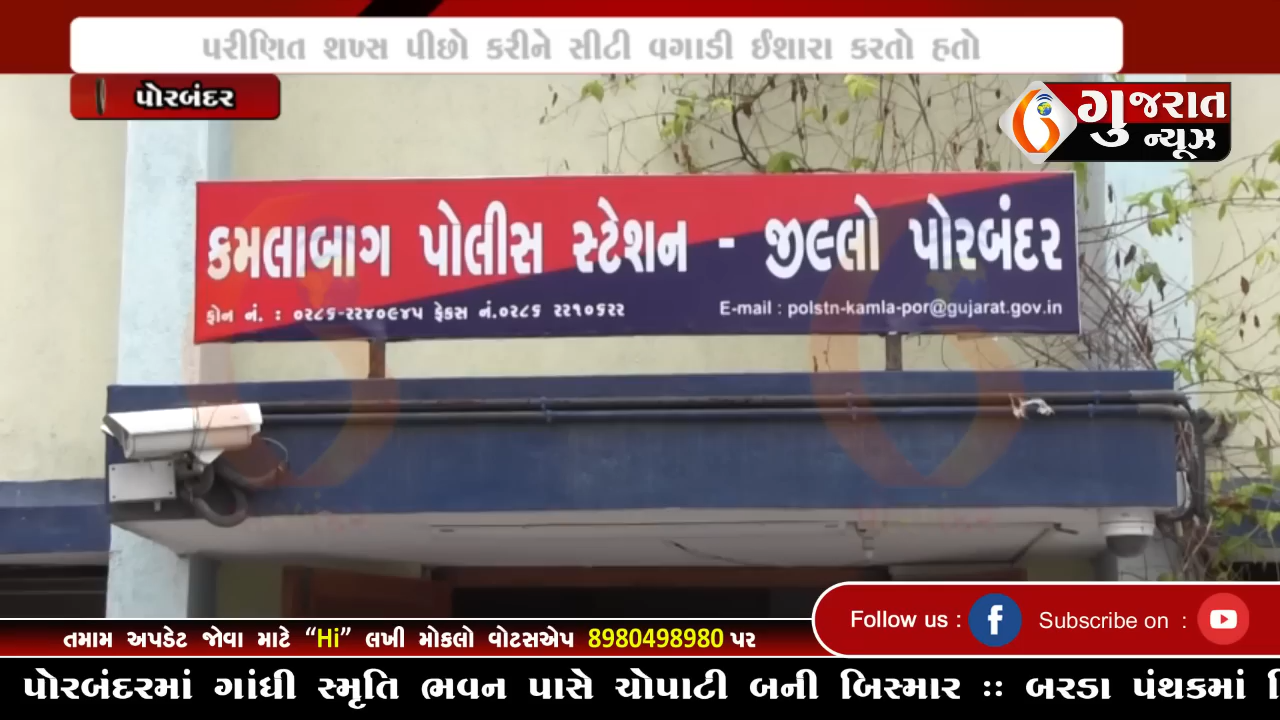 પરીણિત શખ્સ પીછો કરીને સીટી વગાડી ઈશારા કરતો હતો
પોરબંદર
ગુજરાત
ન્યૂઝ
કમલાબાગ પોલીસ સ્ટેશન - જીલ્લો પોરબંદર
ફોન નં. : ૦૨૮૬-૨૨૪૦૯૪૫ ફેકસ નં.૦૨૮૬ ૨૨૧૦૬૨૨
E-mail : polstn-kamla-por@gujarat.gov.in
Follow us :
Subscribe on :
તમામ અપડેટ જોવા માટે “Hi” લખી મોકલો વોટસએપ 8980498980 પર
પોરબંદરમાં ગાંધી સ્મૃતિ ભવન પાસે ચોપાટી બની બિસ્માર :: બરડા પંથકમાં